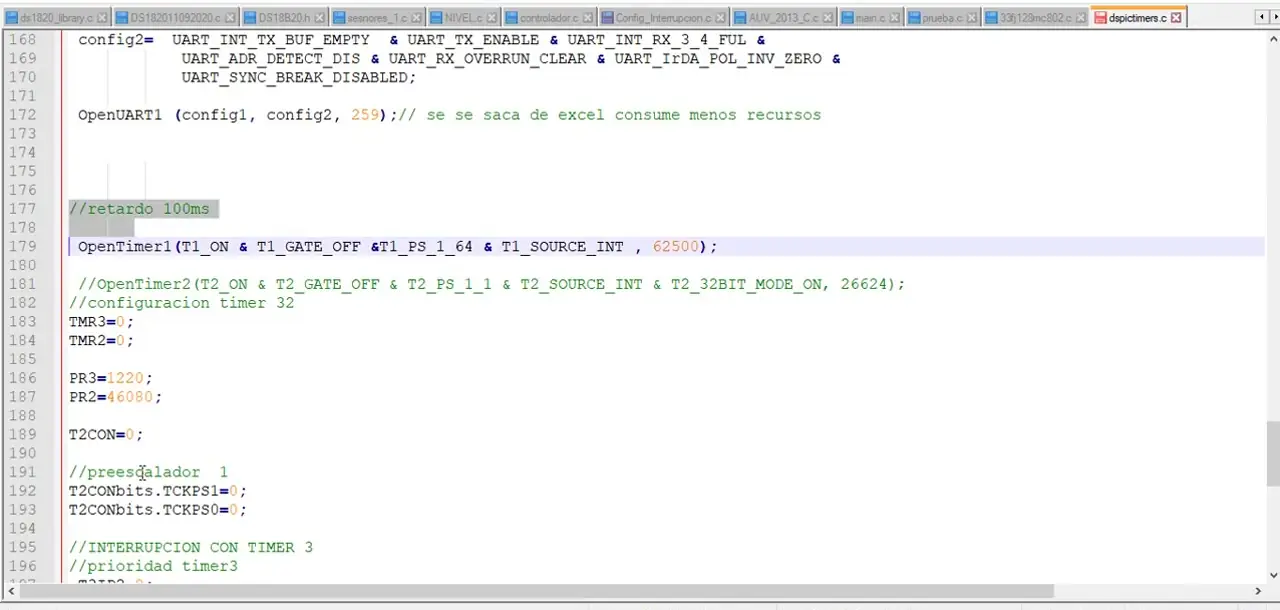 ds1820_library.c DS182011092020.c DS18B20.h sesnores_1.c NIVEL.c controlador.c Config_Interrupcion.c AUV_2013_C.c main.c prueba.c 33fj128mc802.c dspictimers.c
168 config2= UART_INT_TX_BUF_EMPTY & UART_TX_ENABLE & UART_INT_RX_3_4_FUL &
169 UART_ADR_DETECT_DIS & UART_RX_OVERRUN_CLEAR & UART_IrDA_POL_INV_ZERO &
170 UART_SYNC_BREAK_DISABLED;
171
172 OpenUART1 (config1, config2, 259);// se se saca de excel consume menos recursos
173
174
175
176
177 //retardo 100ms
178
179 OpenTimer1(T1_ON & T1_GATE_OFF &T1_PS_1_64 & T1_SOURCE_INT , 62500);
180
181 //OpenTimer2(T2_ON & T2_GATE_OFF & T2_PS_1_1 & T2_SOURCE_INT & T2_32BIT_MODE_ON, 26624);
182 //configuracion timer 32
183 TMR3=0;
184 TMR2=0;
185
186 PR3=1220;
187 PR2=46080;
188
189 T2CON=0;
190
191 //preescalador 1
192 T2CONbits.TCKPS1=0;
193 T2CONbits.TCKPS0=0;
194
195 //INTERRUPCION CON TIMER 3
196 //prioridad timer3